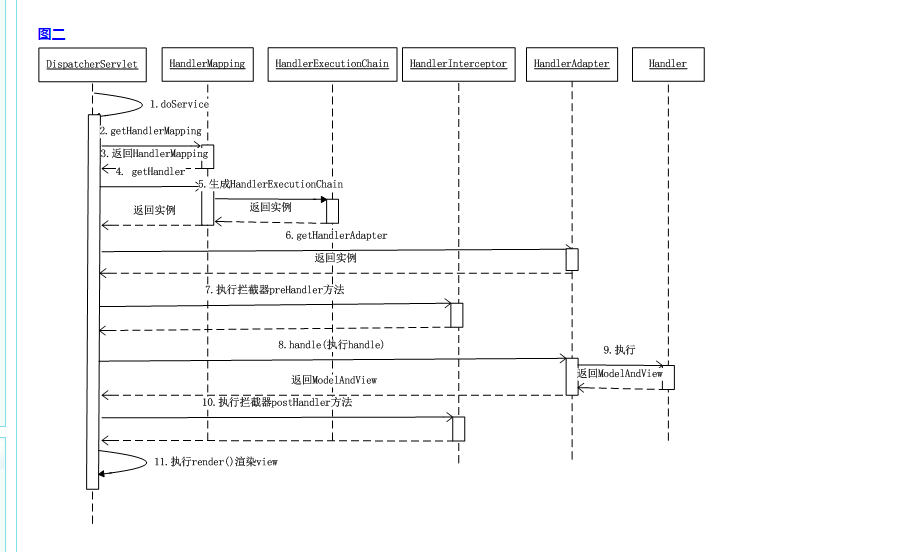 图二
DispatcherServlet
HandlerMapping
HandlerExecutionChain
HandlerInterceptor
HandlerAdapter
Handler
1.doService
2.getHandlerMapping
3.返回HandlerMapping
4. getHandler
5.生成HandlerExecutionChain
返回实例
返回实例
6.getHandlerAdapter
返回实例
7.执行拦截器preHandler方法
8.handle(执行handle)
9.执行
返回ModelAndView
返回ModelAndView
10.执行拦截器postHandler方法
11.执行render()渲染view